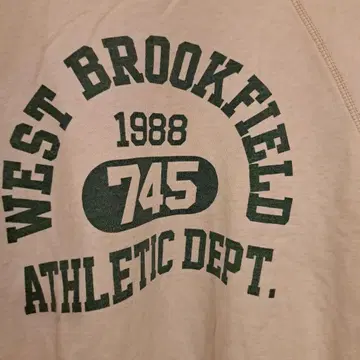 WEST BROOKFIELD
1988
745
ATHLETIC DEPT.